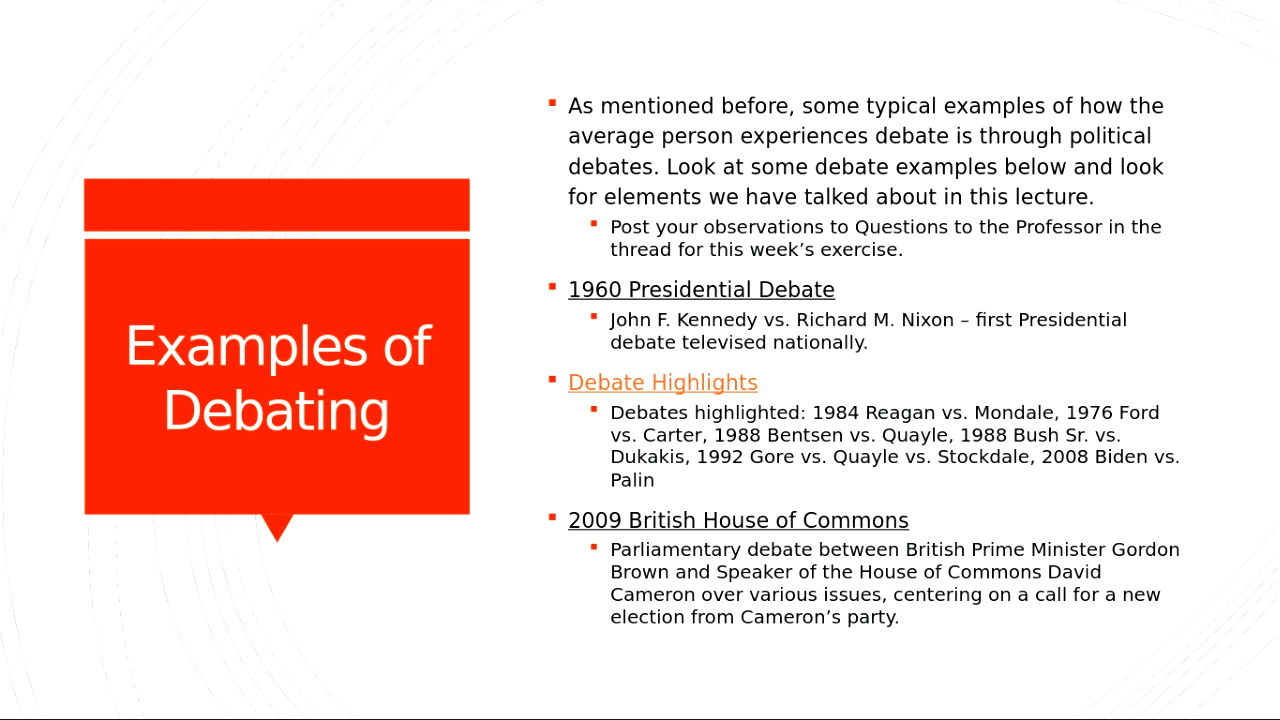 Examples of
Debating
As mentioned before, some typical examples of how the
average person experiences debate is through political
debates. Look at some debate examples below and look
for elements we have talked about in this lecture.
Post your observations to Questions to the Professor in the
thread for this week’s exercise.
1960 Presidential Debate
John F. Kennedy vs. Richard M. Nixon – first Presidential
debate televised nationally.
Debate Highlights
Debates highlighted: 1984 Reagan vs. Mondale, 1976 Ford
vs. Carter, 1988 Bentsen vs. Quayle, 1988 Bush Sr. vs.
Dukakis, 1992 Gore vs. Quayle vs. Stockdale, 2008 Biden vs.
Palin
2009 British House of Commons
Parliamentary debate between British Prime Minister Gordon
Brown and Speaker of the House of Commons David
Cameron over various issues, centering on a call for a new
election from Cameron’s party.